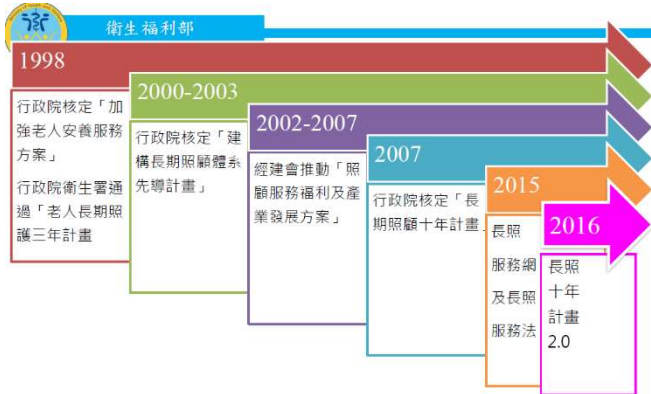 衛生福利部
1998
行政院核定「加
強老人安養服務
方案」
行政院衛生署通
過「老人長期照
護三年計畫
2000-2003
行政院核定「建
構長期照顧體系
先導計畫」
2002-2007
經建會推動「照
顧服務福利及產
業發展方案」
2007
行政院核定「長
期照顧十年計畫」
2015
長照
服務網
及長照
服務法
2016
長照
十年
計畫
2.0